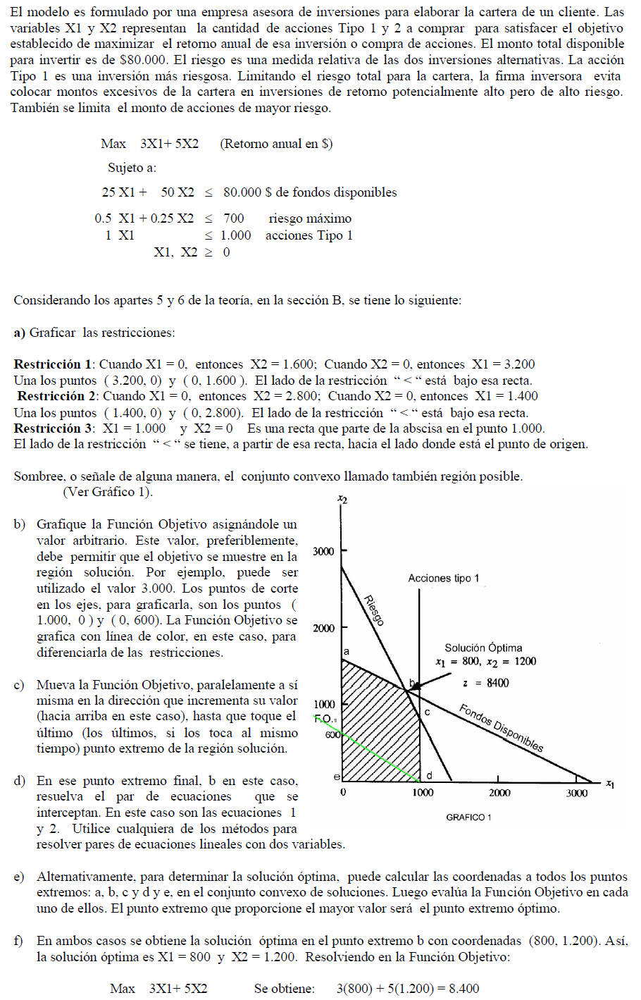 El modelo es formulado por una empresa asesora de inversiones para elaborar la cartera de un cliente. Las
variables X1 y X2 representan la cantidad de acciones Tipo 1 y 2 a comprar para satisfacer el objetivo
establecido de maximizar el retorno anual de esa inversión o compra de acciones. El monto total disponible
para invertir es de $80.000. El riesgo es una medida relativa de las dos inversiones alternativas. La acción
Tipo 1 es una inversión más riesgosa. Limitando el riesgo total para la cartera, la firma inversora evita
colocar montos excesivos de la cartera en inversiones de retorno potencialmente alto pero de alto riesgo.
También se limita el monto de acciones de mayor riesgo.
Max 3X1+ 5X2 (Retorno anual en $)
Sujeto a:
25 X1 + 50 X2 ≤ 80.000 $ de fondos disponibles
0.5 X1 + 0.25 X2 ≤ 700 riesgo máximo
1 X1 ≤ 1.000 acciones Tipo 1
X1, X2 ≥ 0
Considerando los apartes 5 y 6 de la teoría, en la sección B, se tiene lo siguiente:
a) Graficar las restricciones:
Restricción 1: Cuando X1 = 0, entonces X2 = 1.600; Cuando X2 = 0, entonces X1 = 3.200
Una los puntos ( 3.200, 0) y ( 0, 1.600 ). El lado de la restricción “ < “ está bajo esa recta.
Restricción 2: Cuando X1 = 0, entonces X2 = 2.800; Cuando X2 = 0, entonces X1 = 1.400
Una los puntos ( 1.400, 0) y ( 0, 2.800). El lado de la restricción “ < “ está bajo esa recta.
Restricción 3: X1 = 1.000 y X2 = 0 Es una recta que parte de la abscisa en el punto 1.000.
El lado de la restricción “ < “ se tiene, a partir de esa recta, hacia el lado donde está el punto de origen.
Sombree, o señale de alguna manera, el conjunto convexo llamado también región posible.
(Ver Gráfico 1).
b) Grafique la Función Objetivo asignándole un
valor arbitrario. Este valor, preferiblemente,
debe permitir que el objetivo se muestre en la
región solución. Por ejemplo, puede ser
utilizado el valor 3.000. Los puntos de corte
en los ejes, para graficarla, son los puntos (
1.000, 0 ) y ( 0, 600). La Función Objetivo se
grafica con línea de color, en este caso, para
diferenciarla de las restricciones.
c) Mueva la Función Objetivo, paralelamente a sí
misma en la dirección que incrementa su valor
(hacia arriba en este caso), hasta que toque el
último (los últimos, si los toca al mismo
tiempo) punto extremo de la región solución.
d) En ese punto extremo final, b en este caso,
resuelva el par de ecuaciones que se
interceptan. En este caso son las ecuaciones 1
y 2. Utilice cualquiera de los métodos para
resolver pares de ecuaciones lineales con dos variables.
x2
3000
Acciones tipo 1
Riesgo
2000
a
Solución Óptima
x1 = 800, x2 = 1200
z = 8400
b
1000
c
Fondos Disponibles
F.O.
600
e
d
x1
0 1000 2000 3000
GRAFICO 1
e) Alternativamente, para determinar la solución óptima, puede calcular las coordenadas a todos los puntos
extremos: a, b, c y d y e, en el conjunto convexo de soluciones. Luego evalúa la Función Objetivo en cada
uno de ellos. El punto extremo que proporcione el mayor valor será el punto extremo óptimo.
f) En ambos casos se obtiene la solución óptima en el punto extremo b con coordenadas (800, 1.200). Así,
la solución óptima es X1 = 800 y X2 = 1.200. Resolviendo en la Función Objetivo:
Max 3X1+ 5X2 Se obtiene: 3(800) + 5(1.200) = 8.400